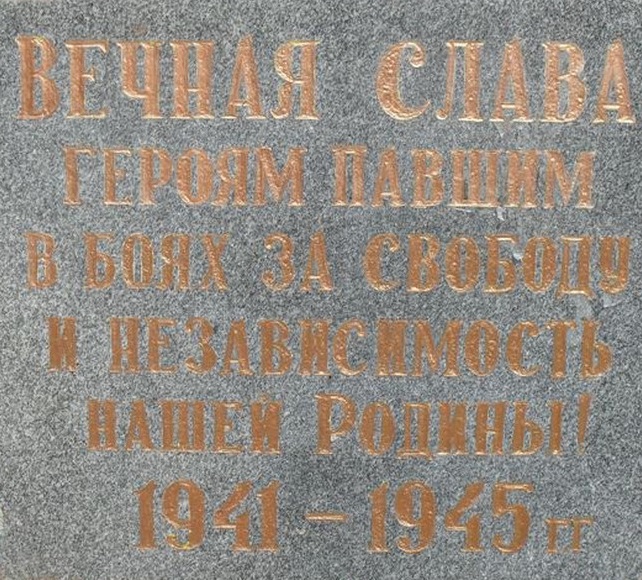 ВЕЧНАЯ СЛАВА
ГЕРОЯМ ПАВШИМ
В БОЯХ ЗА СВОБОДУ
И НЕЗАВИСИМОСТЬ
НАШЕЙ РОДИНЫ!
1941 – 1945 ГГ